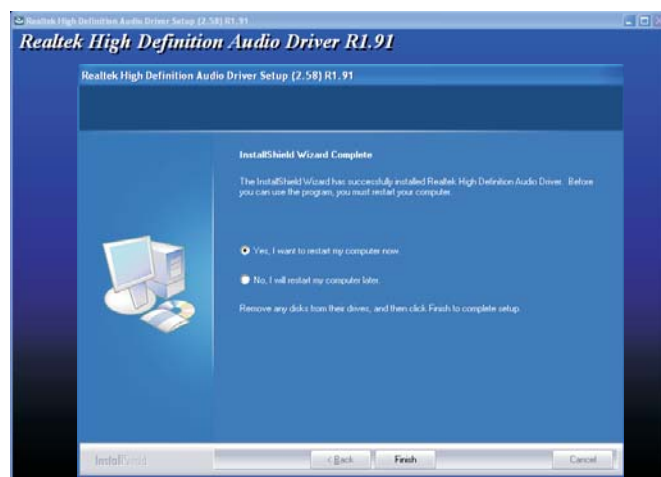 Realtek High Definition Audio Driver Setup (2.58) R1.91
Realtek High Definition Audio Driver R1.91
Realtek High Definition Audio Driver Setup (2.58) R1.91
InstallShield Wizard Complete
The InstallShield Wizard has successfully installed Realtek High Definition Audio Driver. Before
you can use the program, you must restart your computer.
Yes, I want to restart my computer now.
No, I will restart my computer later.
Remove any disks from their drives, and then click Finish to complete setup.
InstallShield
< Back
Finish
Cancel